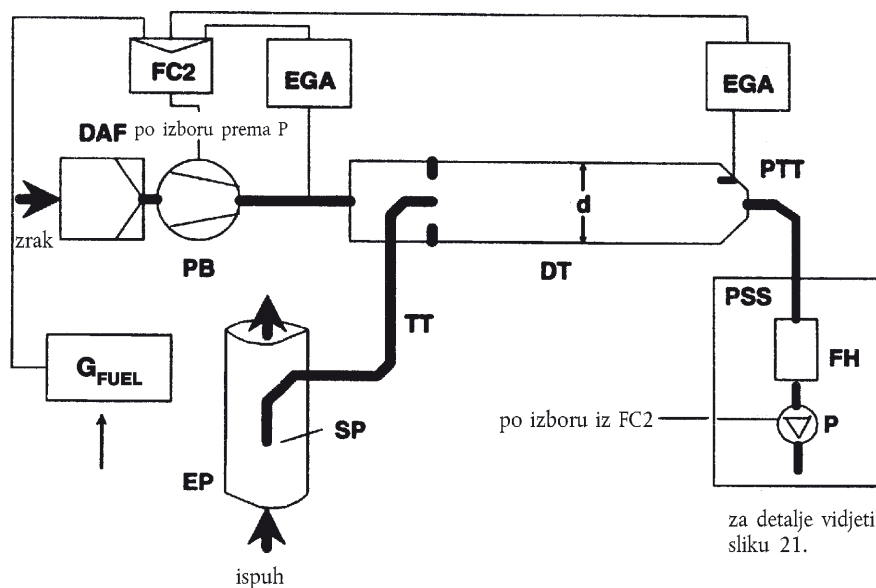 FC2
EGA
EGA
DAF po izboru prema P
PTT
zrak
d
PB
DT
PSS
TT
G FUEL
FH
SP
po izboru iz FC2
P
EP
za detalje vidjeti
sliku 21.
ispuh